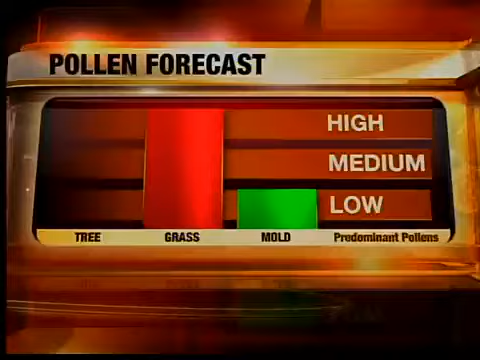 POLLEN FORECAST
HIGH
MEDIUM
LOW
TREE GRASS MOLD Predominant Pollens